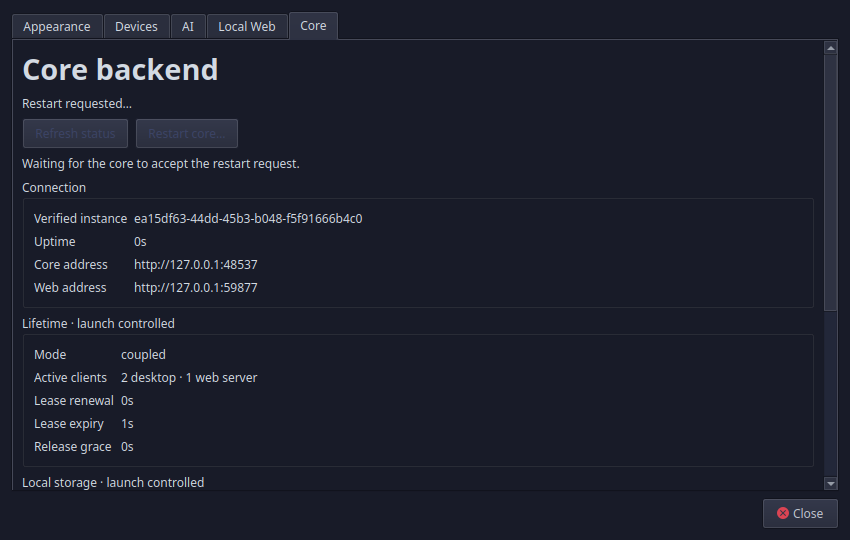 Appearance Devices AI Local Web Core
Core backend
Restart requested...
Refresh status Restart core...
Waiting for the core to accept the restart request.
Connection
Verified instance ea15df63-44dd-45b3-b048-f5f91666b4c0
Uptime 0s
Core address http://127.0.0.1:48537
Web address http://127.0.0.1:59877
Lifetime · launch controlled
Mode coupled
Active clients 2 desktop · 1 web server
Lease renewal 0s
Lease expiry 1s
Release grace 0s
Local storage · launch controlled
Close